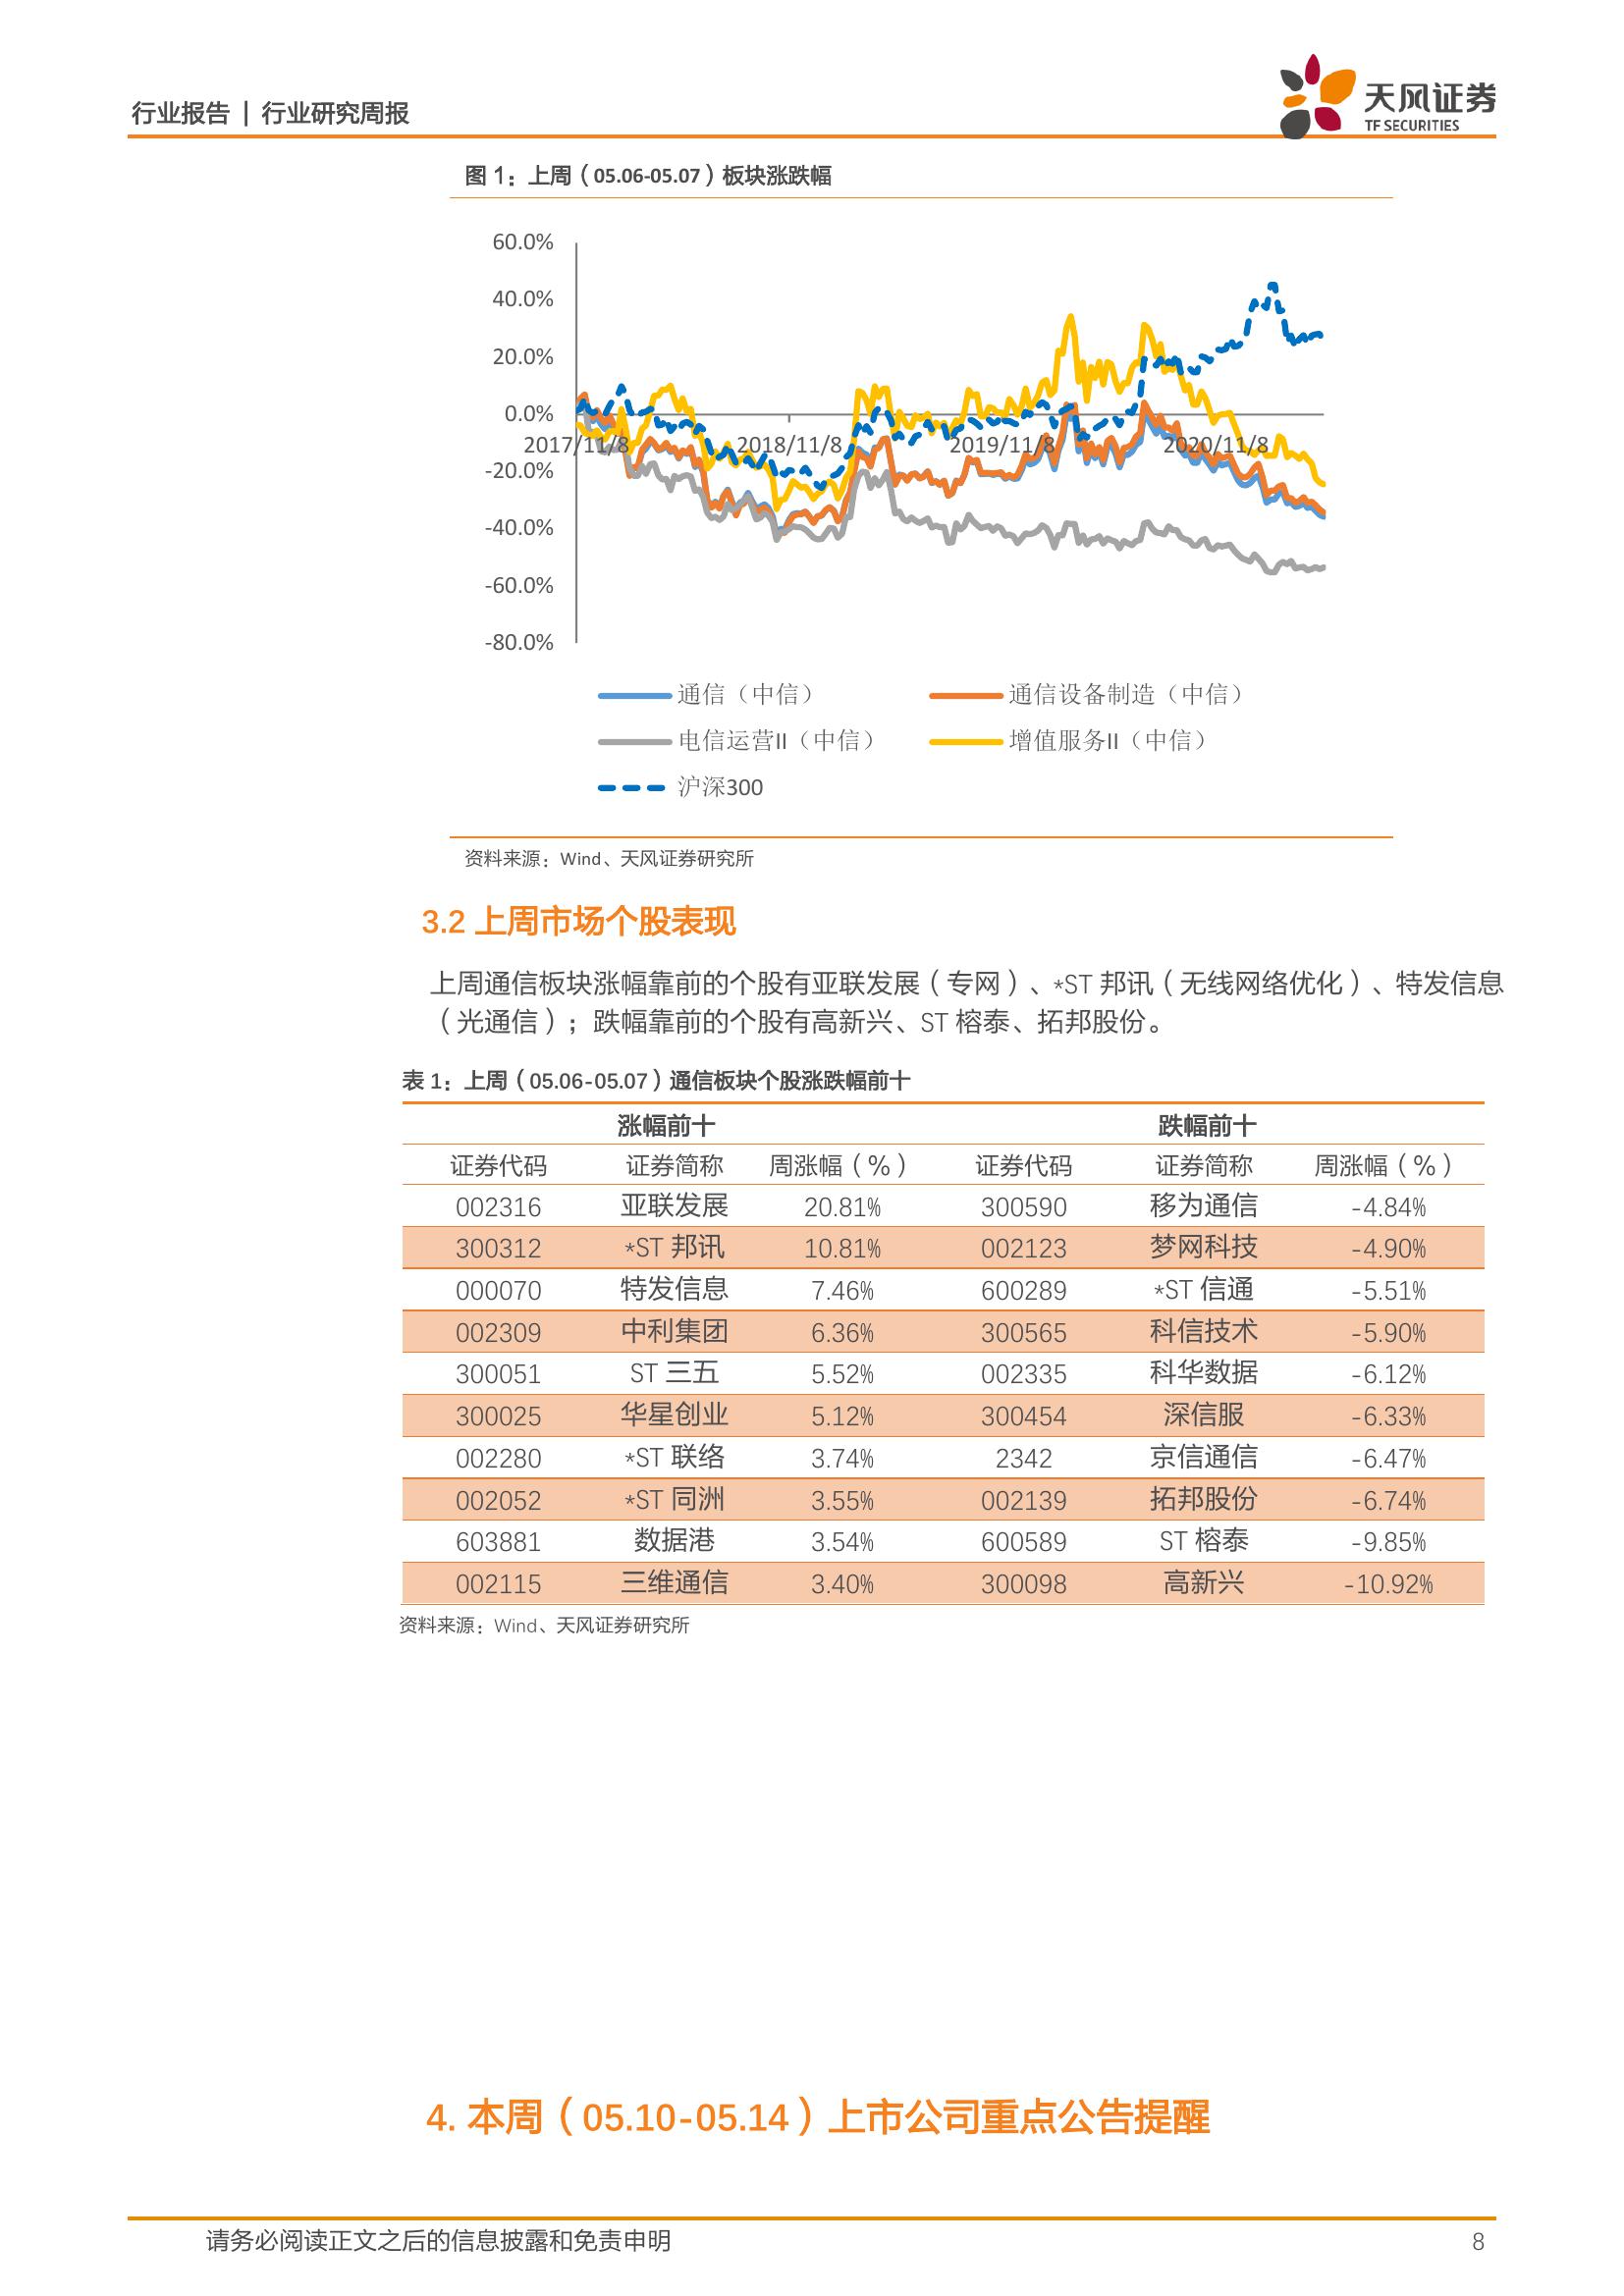 行业报告 | 行业研究周报
天风证券
TF SECURITIES
图 1：上周（05.06-05.07）板块涨跌幅
60.0%
40.0%
20.0%
0.0%
2017/11/8 2018/11/8 2019/11/8 2020/11/8
-20.0%
-40.0%
-60.0%
-80.0%
通信（中信） 通信设备制造（中信）
电信运营II（中信） 增值服务II（中信）
沪深300
资料来源：Wind、天风证券研究所
3.2 上周市场个股表现
上周通信板块涨幅靠前的个股有亚联发展（专网）、*ST 邦讯（无线网络优化）、特发信息
（光通信）；跌幅靠前的个股有高新兴、ST 榕泰、拓邦股份。
表 1：上周（05.06-05.07）通信板块个股涨跌幅前十
涨幅前十 跌幅前十
证券代码 证券简称 周涨幅（%） 证券代码 证券简称 周涨幅（%）
002316 亚联发展 20.81% 300590 移为通信 -4.84%
300312 *ST 邦讯 10.81% 002123 梦网科技 -4.90%
000070 特发信息 7.46% 600289 *ST 信通 -5.51%
002309 中利集团 6.36% 300565 科信技术 -5.90%
300051 ST 三五 5.52% 002335 科华数据 -6.12%
300025 华星创业 5.12% 300454 深信服 -6.33%
002280 *ST 联络 3.74% 2342 京信通信 -6.47%
002052 *ST 同洲 3.55% 002139 拓邦股份 -6.74%
603881 数据港 3.54% 600589 ST 榕泰 -9.85%
002115 三维通信 3.40% 300098 高新兴 -10.92%
资料来源：Wind、天风证券研究所
4. 本周（05.10-05.14）上市公司重点公告提醒
请务必阅读正文之后的信息披露和免责申明 8